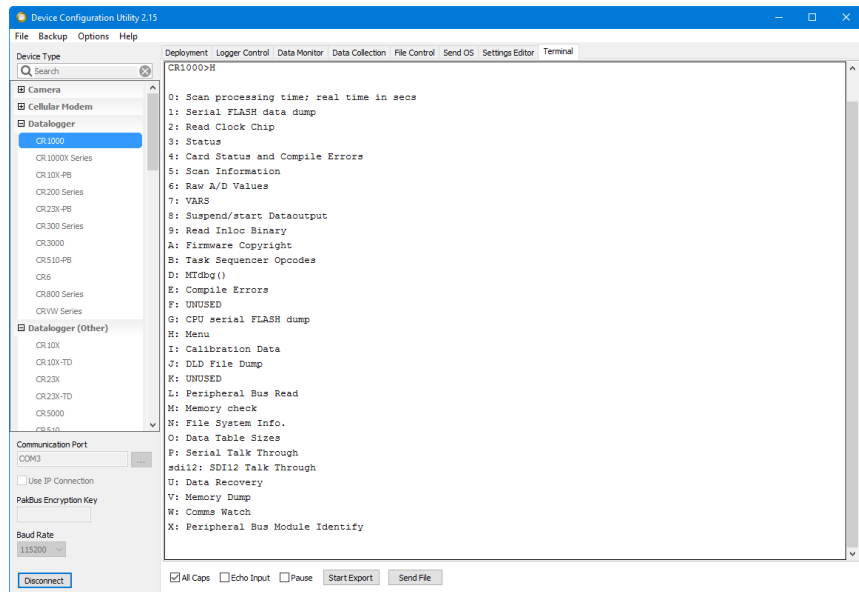 Device Configuration Utility 2.15
File Backup Options Help
Device Type
Search
Camera
Cellular Modem
Datalogger
CR1000
CR1000X Series
CR10X-PB
CR200 Series
CR23X-PB
CR300 Series
CR3000
CR510-PB
CR6
CR800 Series
CRVW Series
Datalogger (Other)
CR10X
CR10X-TD
CR23X
CR23X-TD
CR5000
CR510
Communication Port
COM3
...
Use IP Connection
PakBus Encryption Key
Baud Rate
115200
Disconnect
Deployment Logger Control Data Monitor Data Collection File Control Send OS Settings Editor Terminal
CR1000>H
0: Scan processing time; real time in secs
1: Serial FLASH data dump
2: Read Clock Chip
3: Status
4: Card Status and Compile Errors
5: Scan Information
6: Raw A/D Values
7: VARS
8: Suspend/start Dataoutput
9: Read Inloc Binary
A: Firmware Copyright
B: Task Sequencer Opcodes
D: MTdbg()
E: Compile Errors
F: UNUSED
G: CPU serial FLASH dump
H: Menu
I: Calibration Data
J: DLD File Dump
K: UNUSED
L: Peripheral Bus Read
M: Memory check
N: File System Info.
O: Data Table Sizes
P: Serial Talk Through
sdi12: SDI12 Talk Through
U: Data Recovery
V: Memory Dump
W: Comms Watch
X: Peripheral Bus Module Identify
All Caps Echo Input Pause Start Export Send File